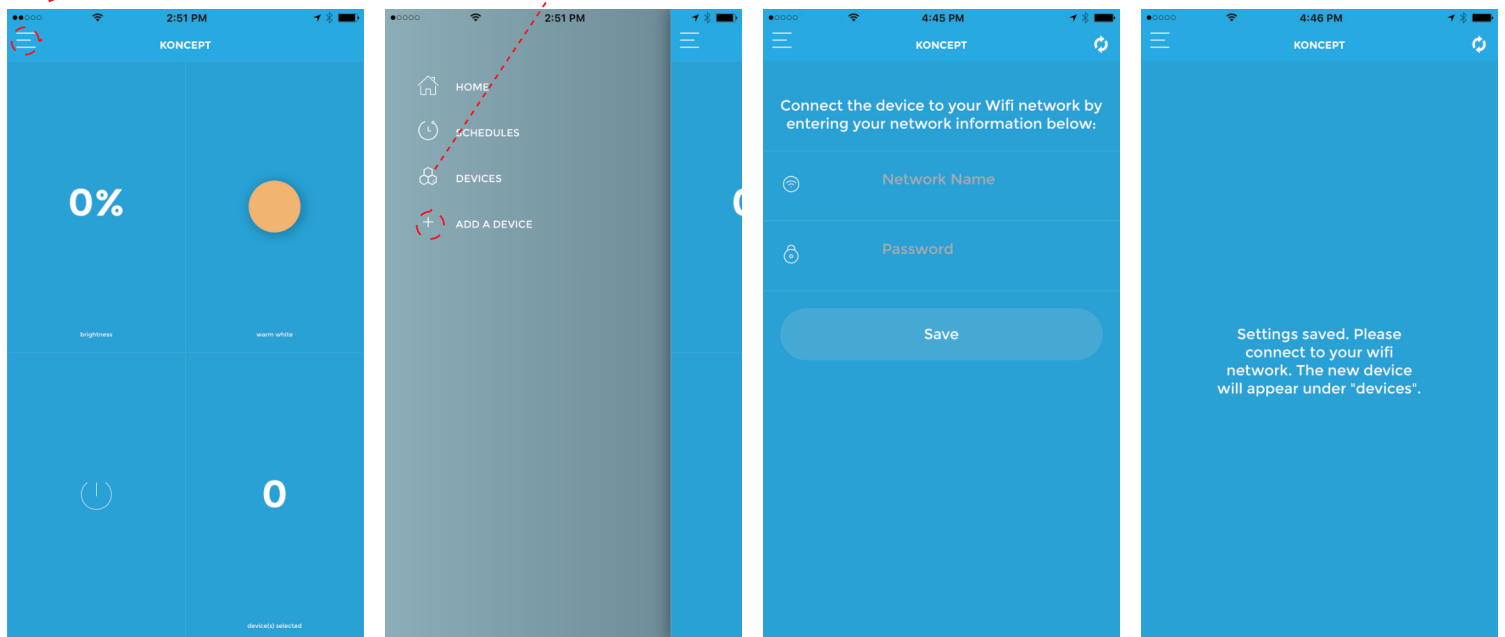 2:51 PM
KONCEPT
0%
brightness
warm white
0
device(s) selected
2:51 PM
HOME
SCHEDULES
DEVICES
ADD A DEVICE
4:45 PM
KONCEPT
Connect the device to your Wifi network by
entering your network information below:
Network Name
Password
Save
4:46 PM
KONCEPT
Settings saved. Please
connect to your wifi
network. The new device
will appear under "devices".